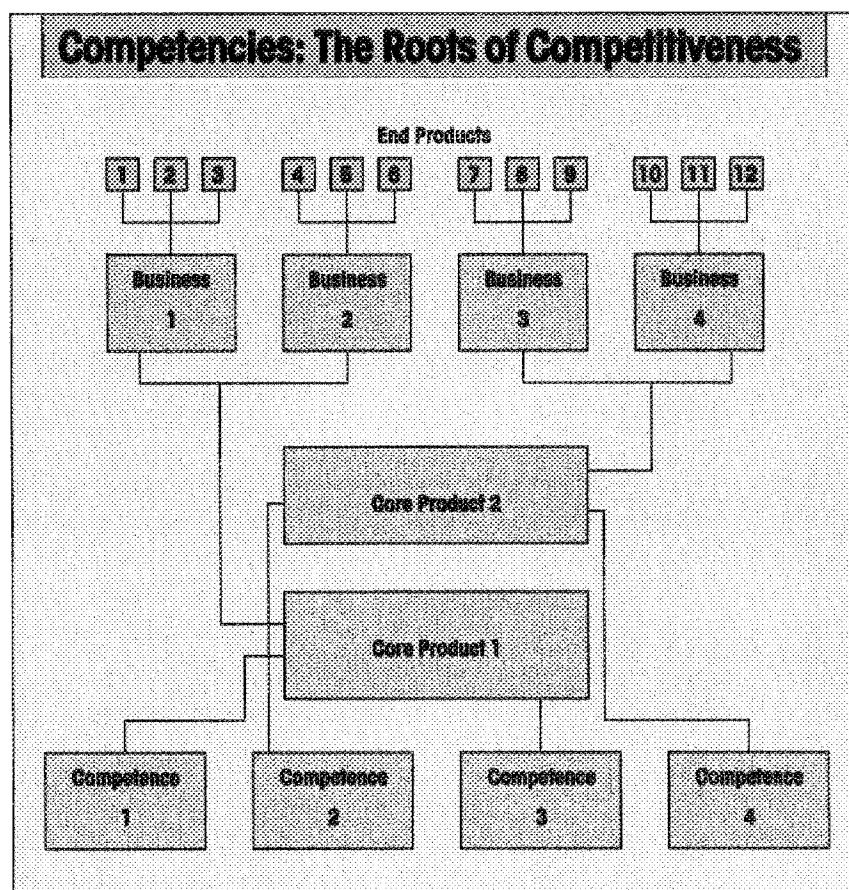 Competencies: The Roots of Competitiveness
End Products
1 2 3 4 5 6 7 8 9 10 11 12
Business Business Business Business
1 2 3 4
Core Product 2
Core Product 1
Competence Competence Competence Competence
1 2 3 4